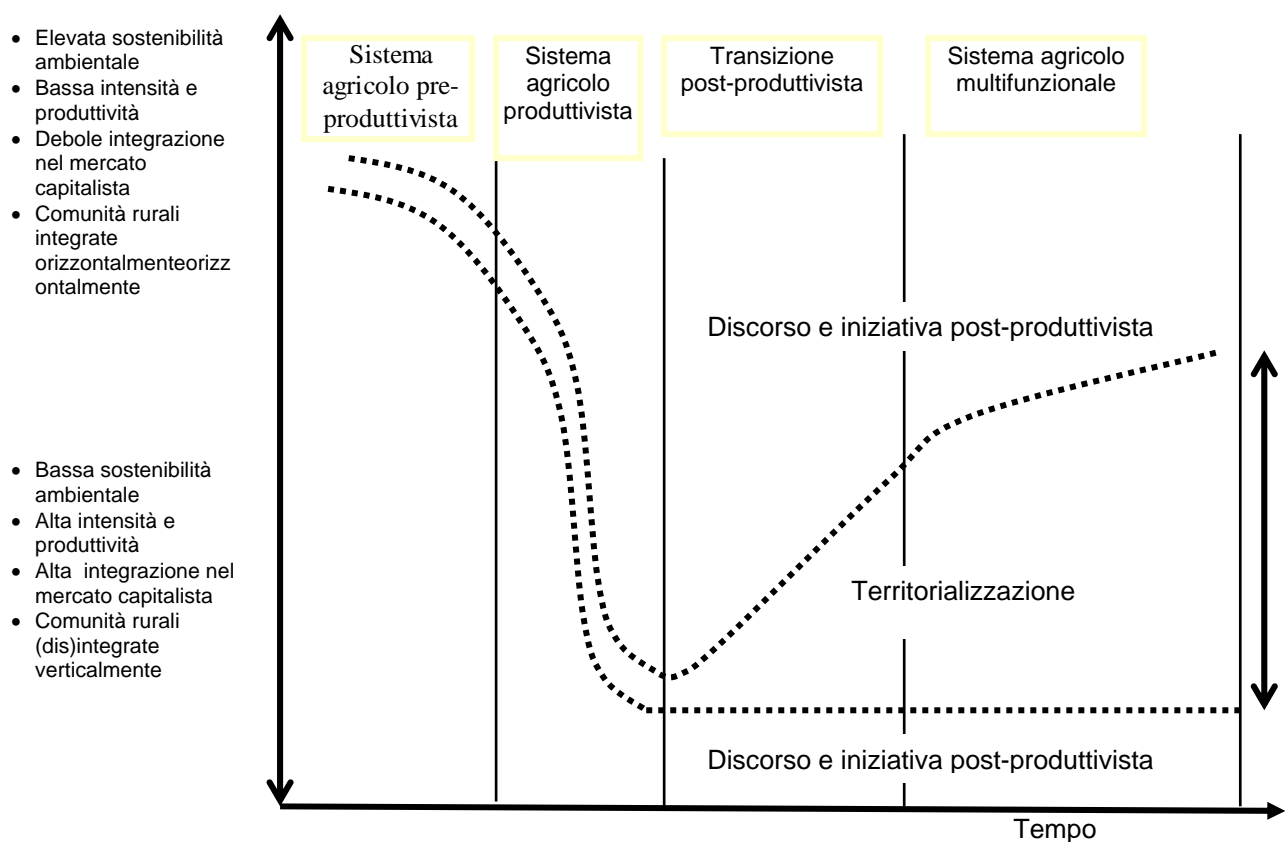 • Elevata sostenibilità
ambientale
• Bassa intensità e
produttività
• Debole integrazione
nel mercato
capitalista
• Comunità rurali
integrate
orizzontalmenteorizz
ontalmente
• Bassa sostenibilità
ambientale
• Alta intensità e
produttività
• Alta integrazione nel
mercato capitalista
• Comunità rurali
(dis)integrate
verticalmente
Sistema
agricolo pre-
produttivista
Sistema
agricolo
produttivista
Transizione
post-produttivista
Sistema agricolo
multifunzionale
Discorso e iniziativa post-produttivista
Territorializzazione
Discorso e iniziativa post-produttivista
Tempo